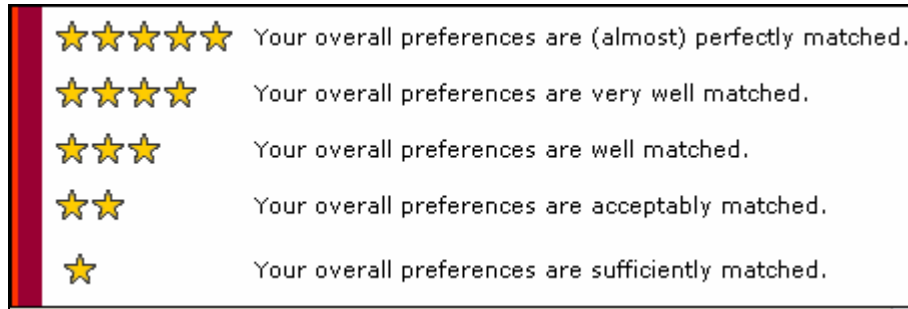 Your overall preferences are (almost) perfectly matched.
Your overall preferences are very well matched.
Your overall preferences are well matched.
Your overall preferences are acceptably matched.
Your overall preferences are sufficiently matched.